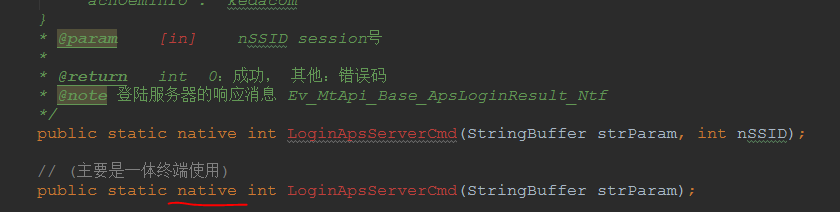 achoemInfo : "kedacom"
}
* @param [in] nSSID session号
*
* @return int 0：成功， 其他：错误码
* @note 登陆服务器的响应消息 Ev_MtApi_Base_ApsLoginResult_Ntf
*/
public static native int LoginApsServerCmd(StringBuffer strParam, int nSSID);
// (主要是一体终端使用)
public static native int LoginApsServerCmd(StringBuffer strParam);